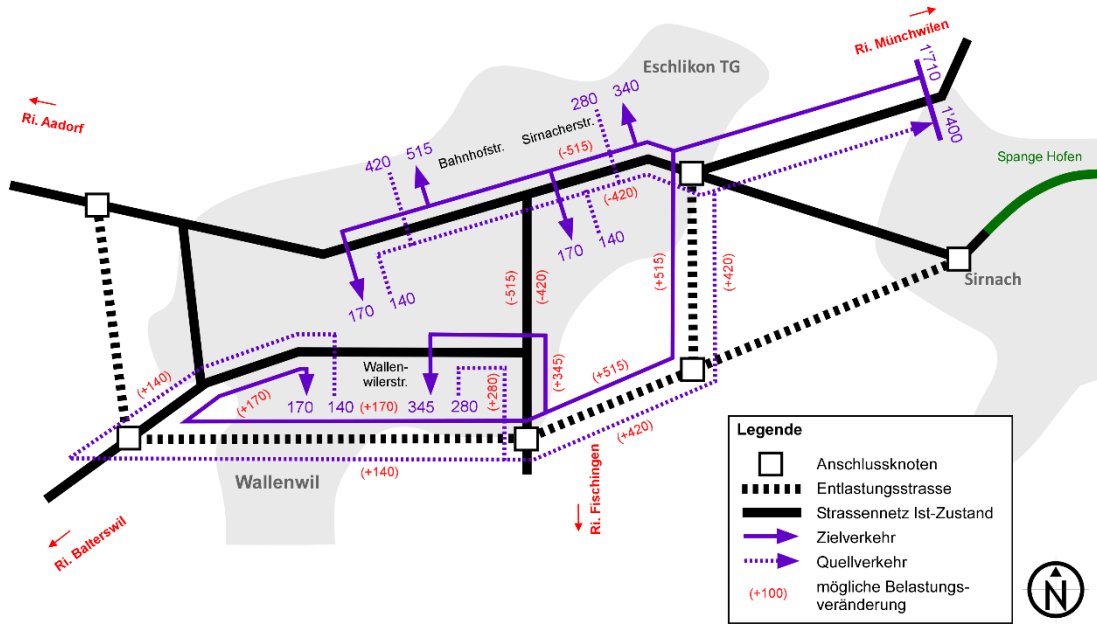 Ri. Münchwilen
Eschlikon TG
1'710
1'400
Ri. Aadorf
280
340
Sirnacherstr.
Bahnhofstr.
420
515
(-515)
(-420)
Spange Hofen
170
140
170
140
(-515)
(-420)
(+515)
(+420)
Sirnach
Wallen-
wilerstr.
(+140)
(+170)
170
140
(+170)
345
280
(+280)
(+345)
(+515)
(+420)
(+140)
Wallenwil
Ri. Balterswil
Ri. Fischingen
Legende
Anschlussknoten
Entlastungsstrasse
Strassennetz Ist-Zustand
Zielverkehr
Quellverkehr
(+100)
mögliche Belastungs-
veränderung
N